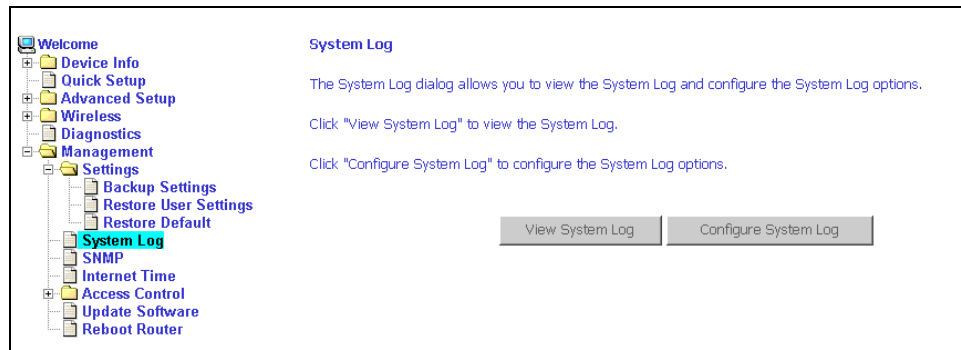 Welcome
Device Info
Quick Setup
Advanced Setup
Wireless
Diagnostics
Management
Settings
Backup Settings
Restore User Settings
Restore Default
System Log
SNMP
Internet Time
Access Control
Update Software
Reboot Router
System Log
The System Log dialog allows you to view the System Log and configure the System Log options.
Click "View System Log" to view the System Log.
Click "Configure System Log" to configure the System Log options.
View System Log
Configure System Log